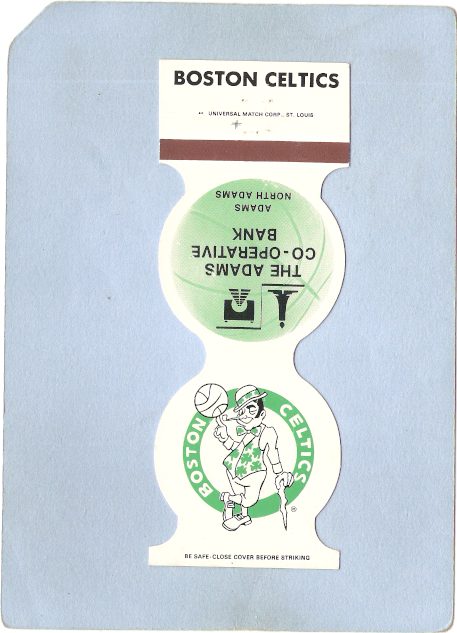 BOSTON CELTICS
UNIVERSAL MATCH CORP., ST. LOUIS
THE ADAMS
CO-OPERATIVE
BANK
ADAMS
NORTH ADAMS
BOSTON CELTICS
®
BE SAFE-CLOSE COVER BEFORE STRIKING